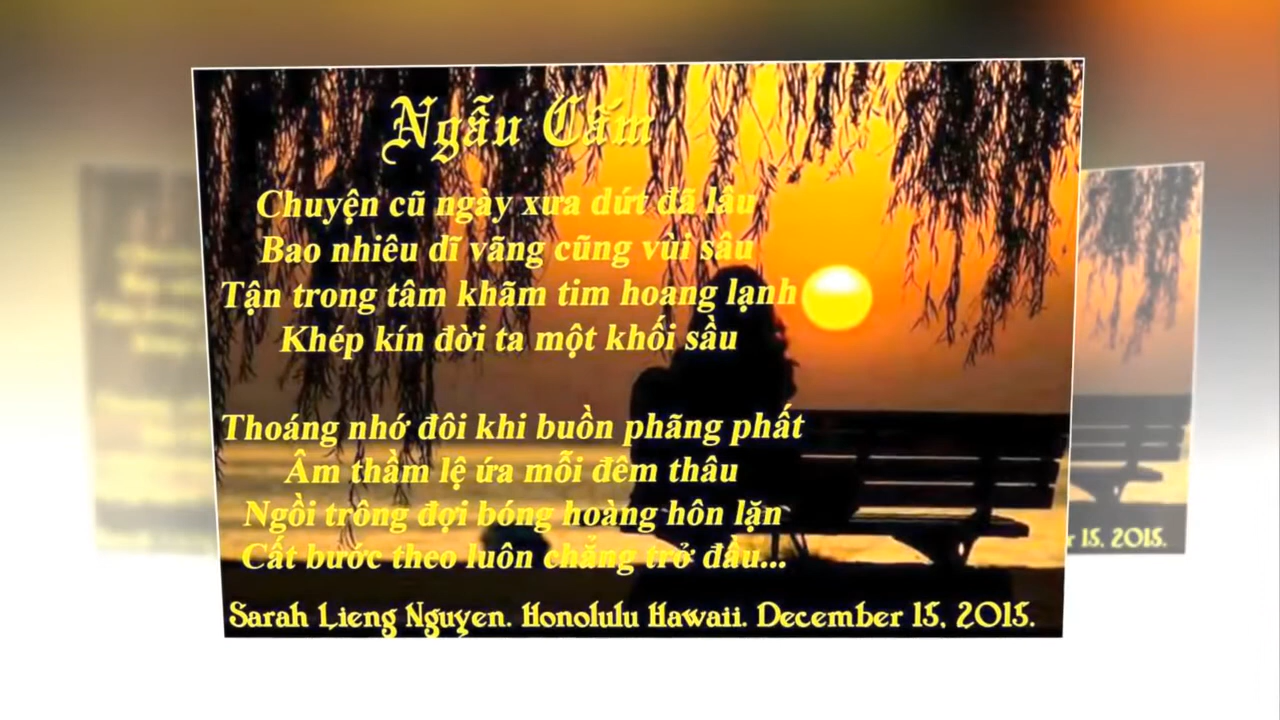 Ngẫu Cảm
Chuyện cũ ngày xưa dứt đã lâu
Bao nhiêu dĩ vãng cũng vùi sâu
Tận trong tâm khãm tim hoang lạnh
Khép kín đời ta một khối sầu
Thoáng nhớ đôi khi buồn phãng phất
Âm thầm lệ ứa mỗi đêm thâu
Ngồi trông đợi bóng hoàng hôn lặn
Cất bước theo luôn chẳng trở đầu...
Sarah Lieng Nguyen. Honolulu Hawaii. December 15, 2015.
r 15, 2015.